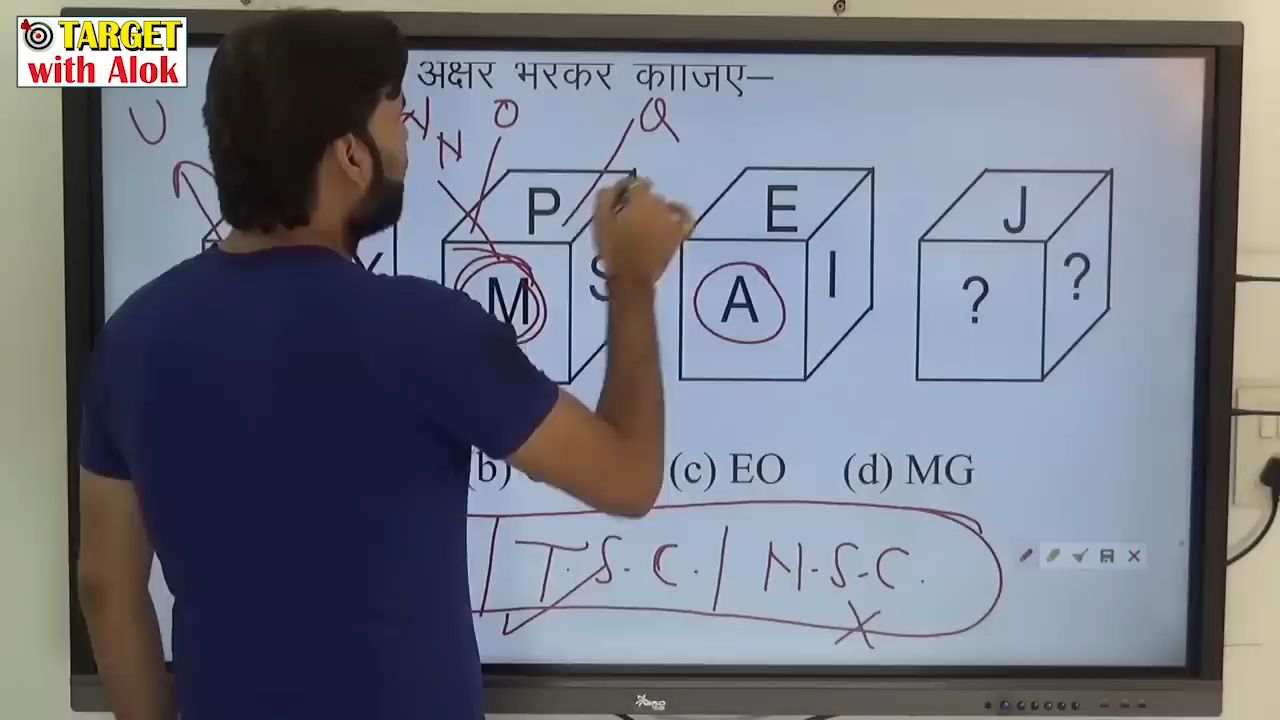 TARGET
with Alok
अक्षर भरकर काजिए–
U N O Q
N
P E J
M S A I ? ?
(c) EO (d) MG
T.S.C. / N.S.C.